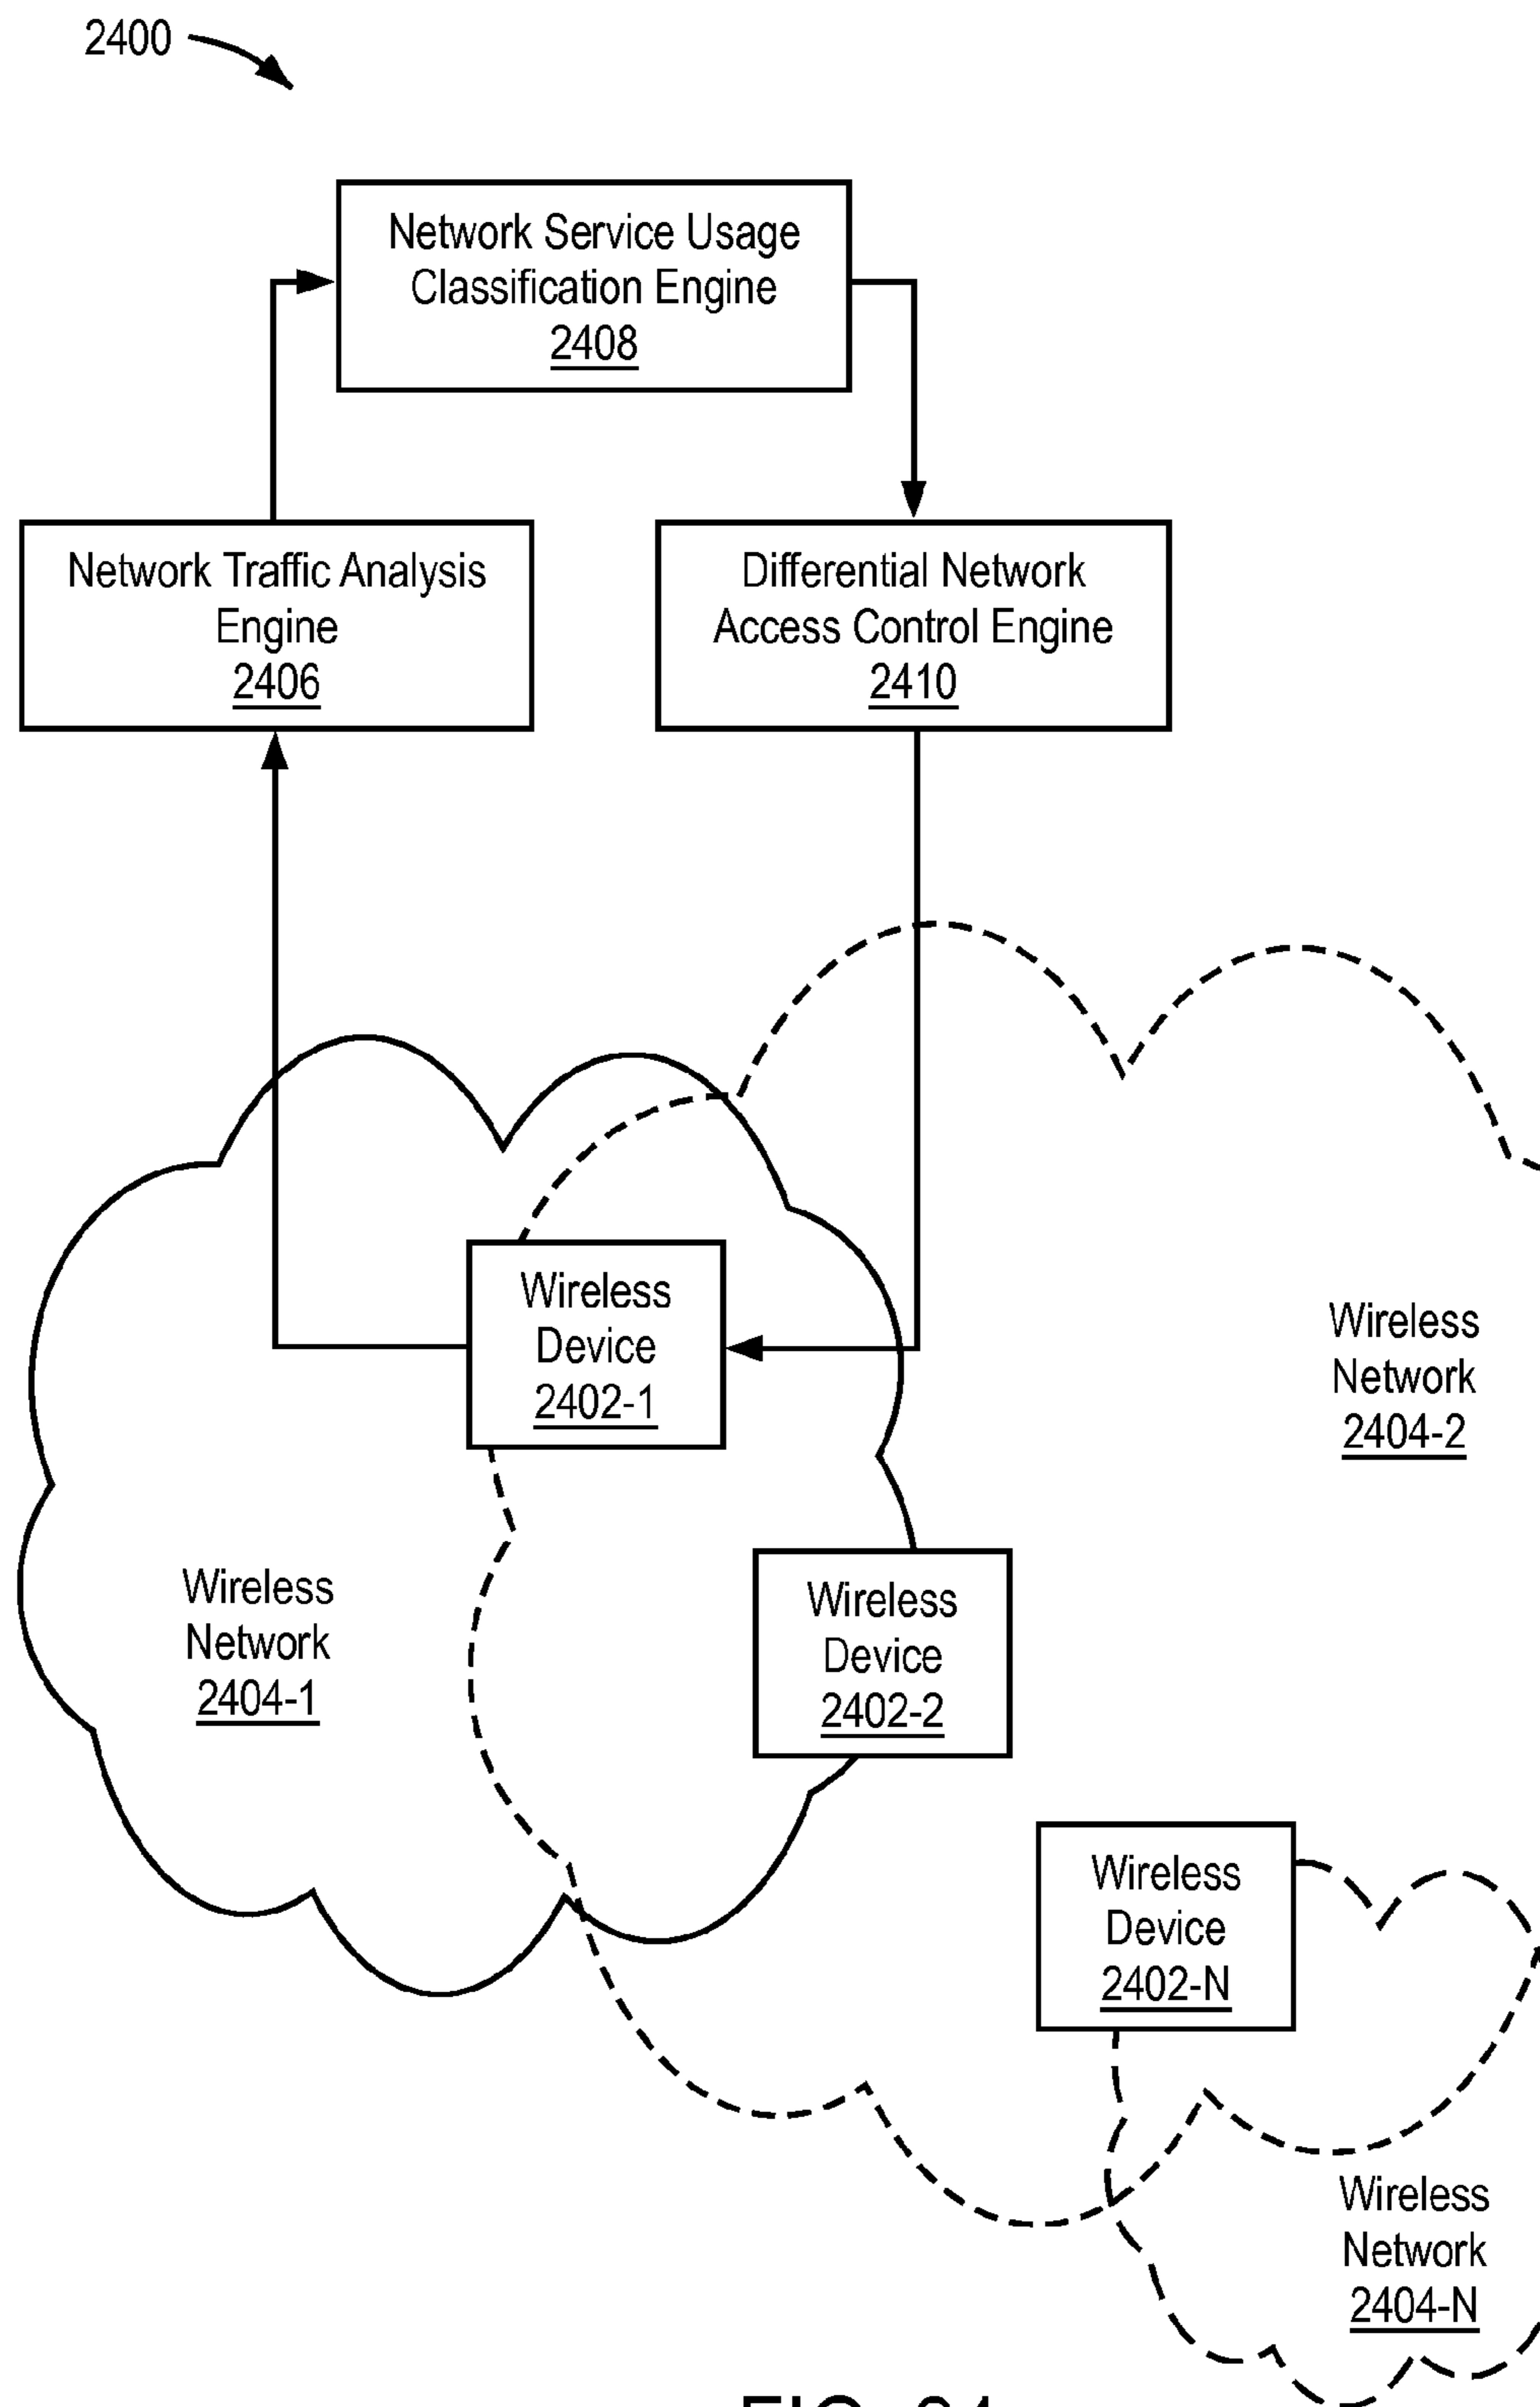 2400
Network Service Usage
Classification Engine
2408
Network Traffic Analysis
Engine
2406
Differential Network
Access Control Engine
2410
Wireless
Device
2402-1
Wireless
Network
2404-2
Wireless
Network
2404-1
Wireless
Device
2402-2
Wireless
Device
2402-N
Wireless
Network
2404-N
FIG.